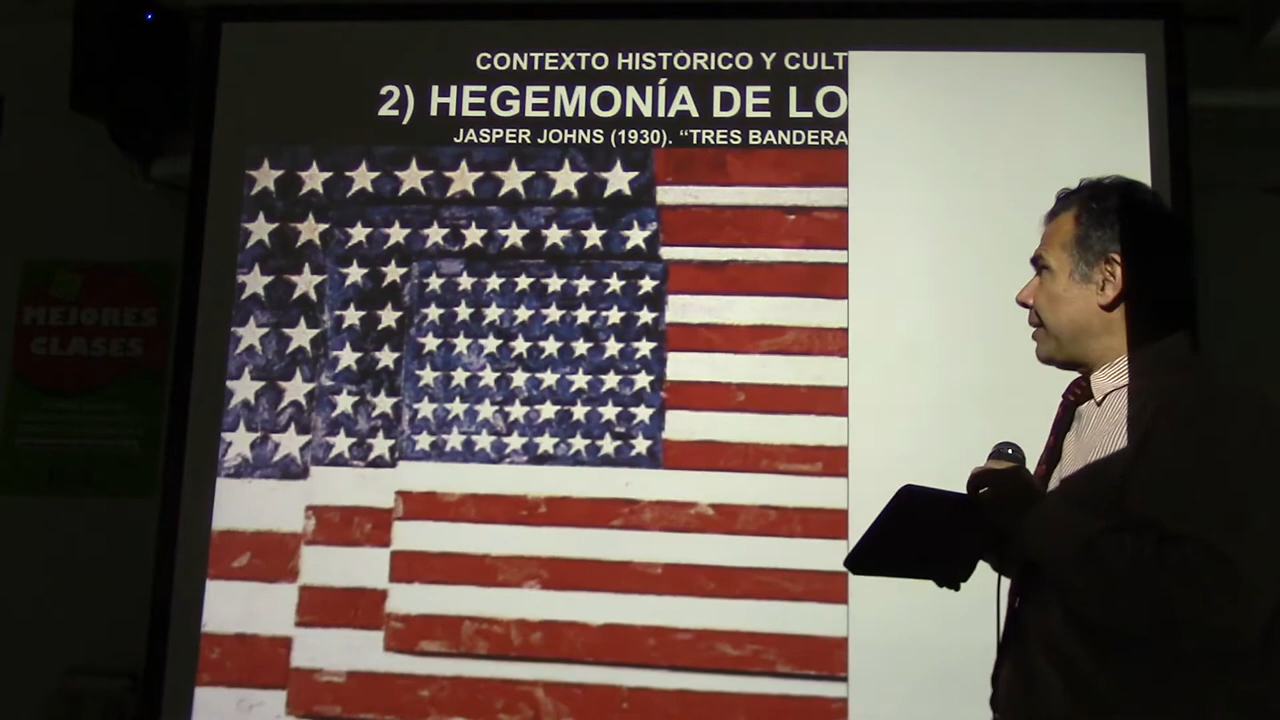 CONTEXTO HISTÓRICO Y CULT
2) HEGEMONÍA DE LO
JASPER JOHNS (1930). “TRES BANDERA
MEJORES
CLASES